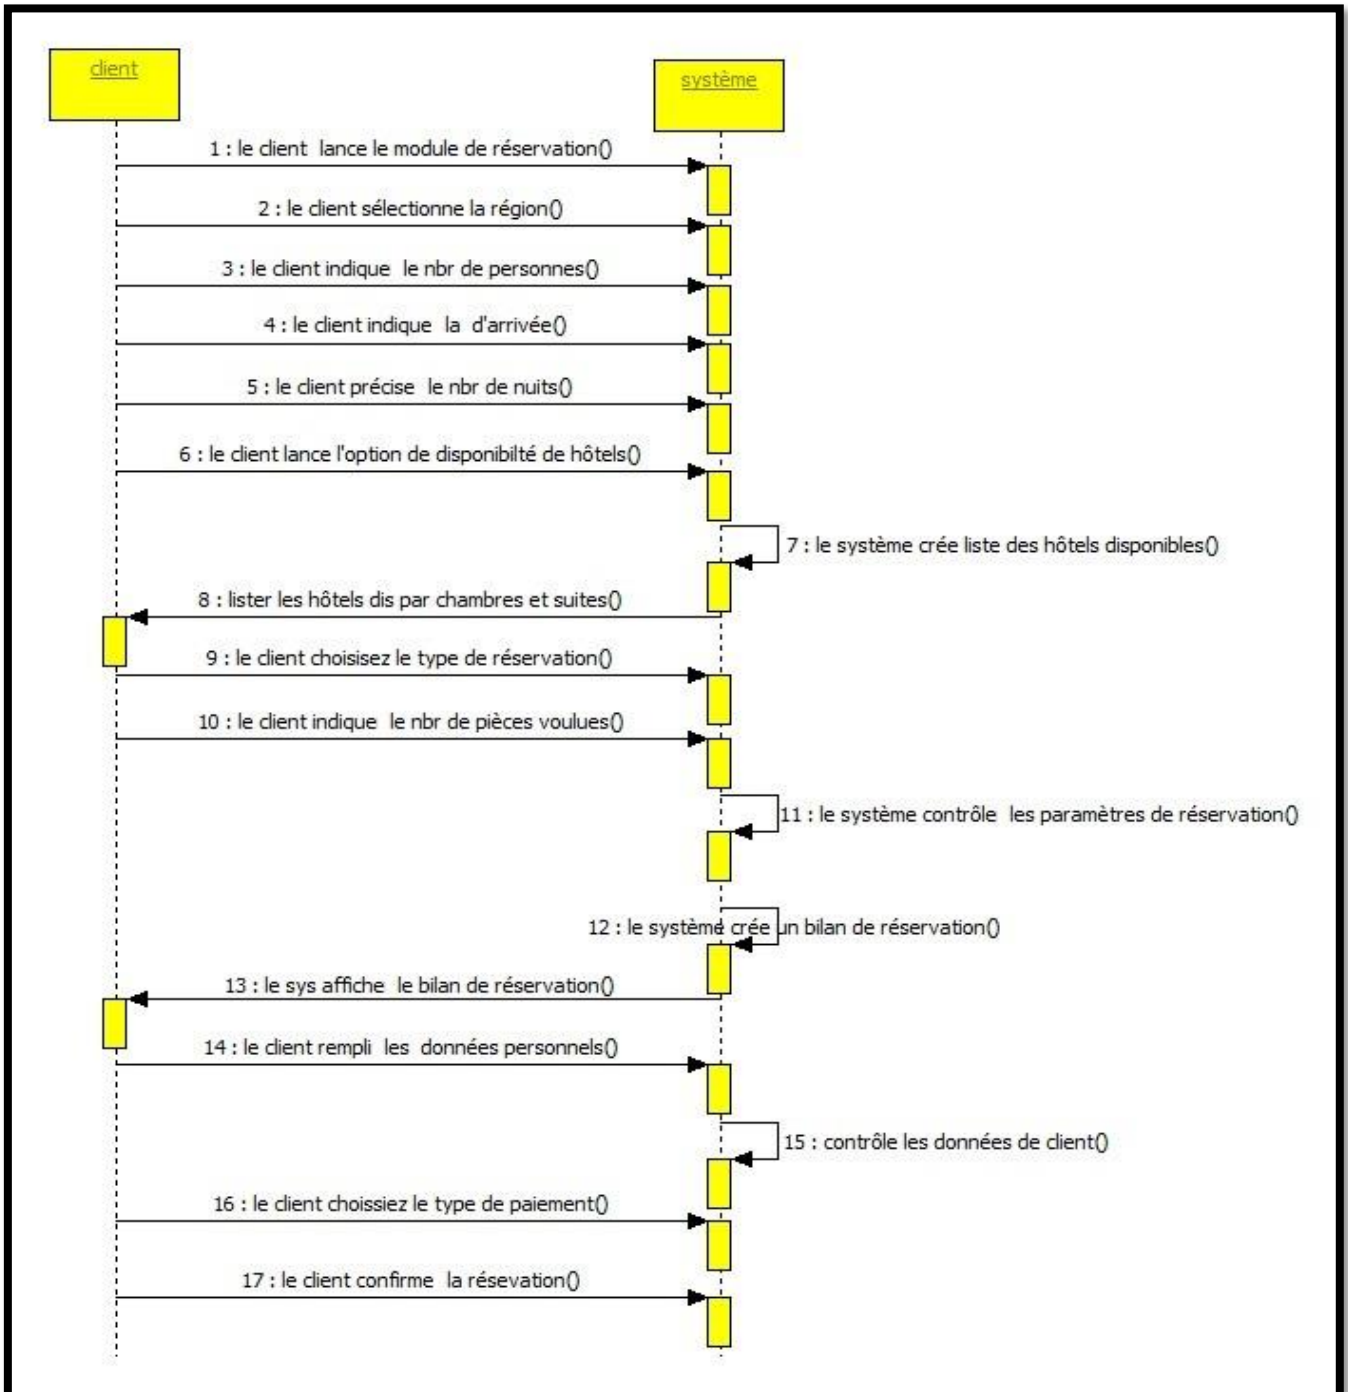 client
système
1 : le client lance le module de réservation()
2 : le client sélectionne la région()
3 : le client indique le nbr de personnes()
4 : le client indique la d'arrivée()
5 : le client précise le nbr de nuits()
6 : le client lance l'option de disponibilté de hôtels()
7 : le système crée liste des hôtels disponibles()
8 : lister les hôtels dis par chambres et suites()
9 : le client choisisez le type de réservation()
10 : le client indique le nbr de pièces voulues()
11 : le système contrôle les paramètres de réservation()
12 : le système crée un bilan de réservation()
13 : le sys affiche le bilan de réservation()
14 : le client rempli les données personnels()
15 : contrôle les données de client()
16 : le client choissiez le type de paiement()
17 : le client confirme la résevation()